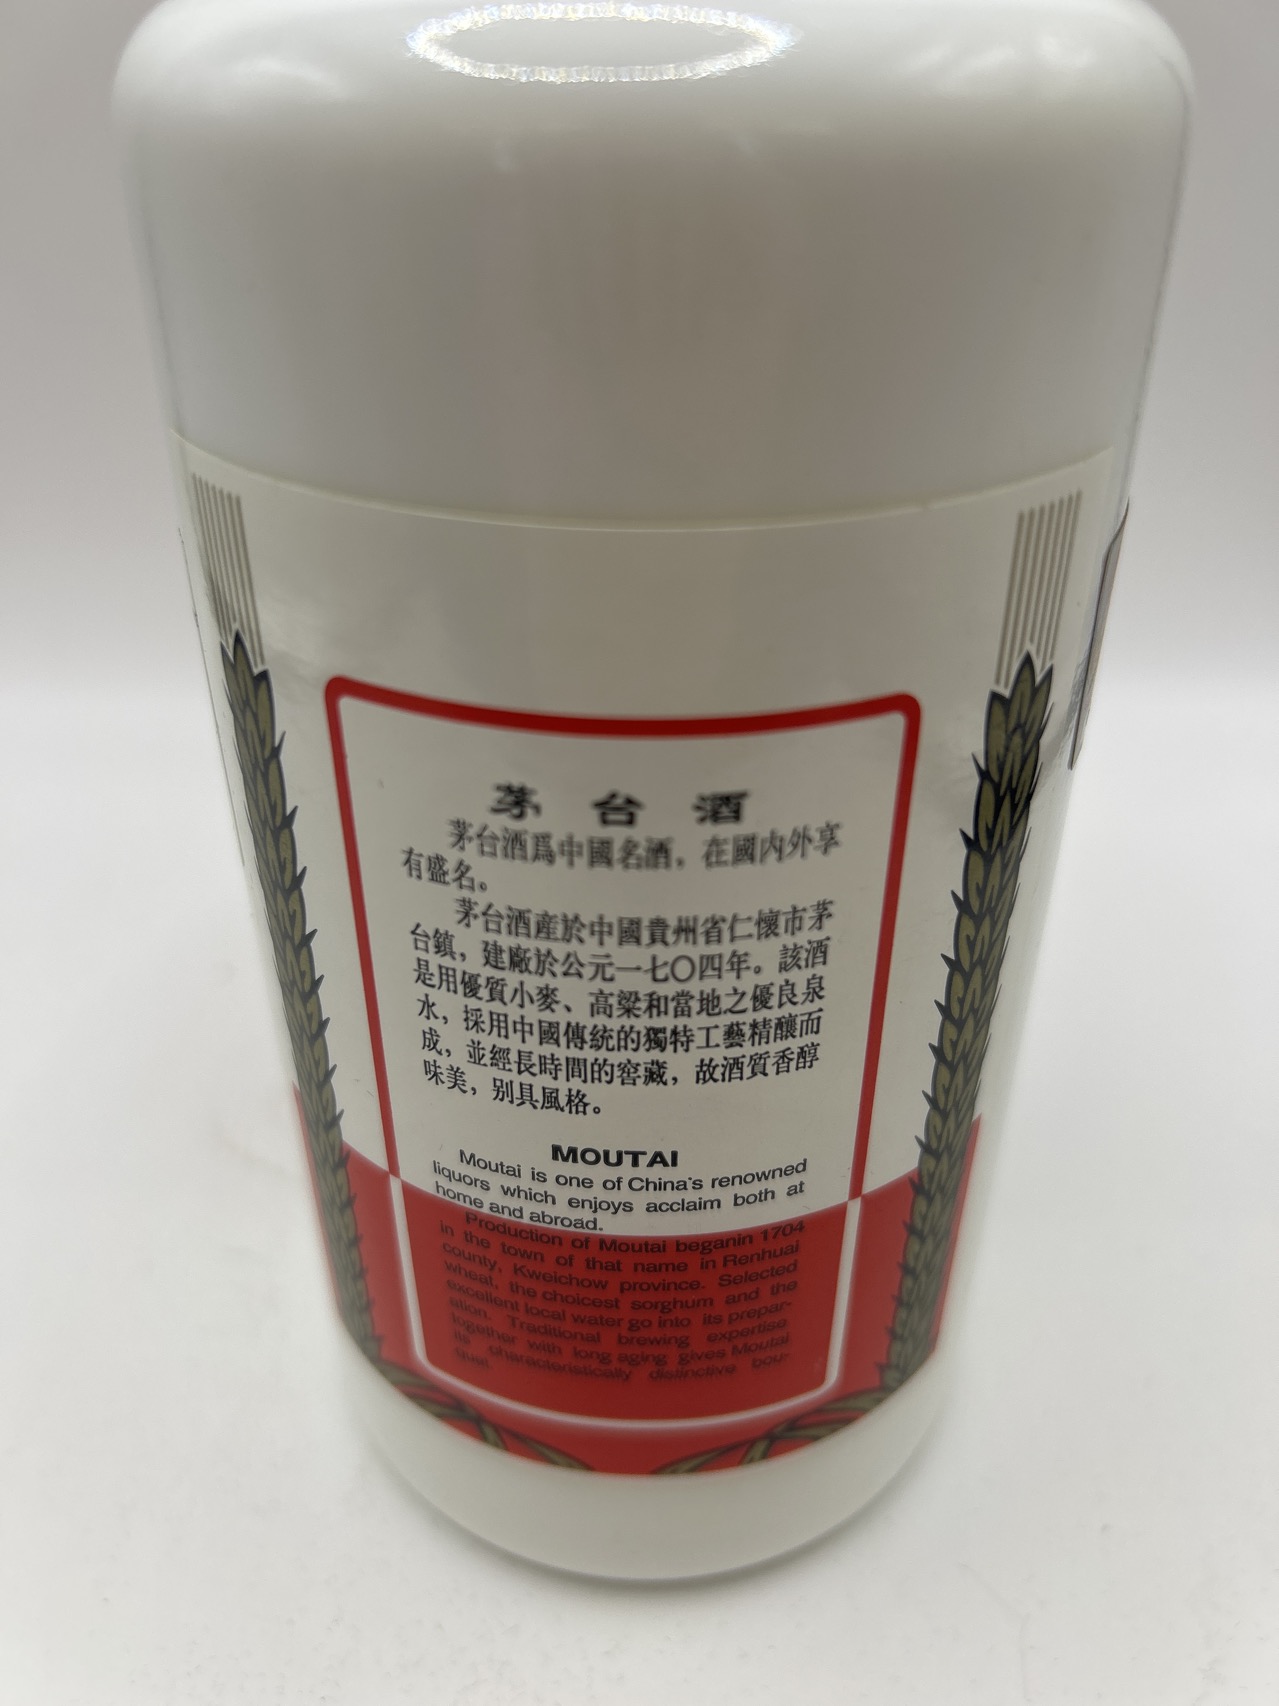 茅台酒
茅台酒爲中國名酒，在國内外享
有盛名。
茅台酒産於中國貴州省仁懷市茅
台鎮，建廠於公元一七〇四年。該酒
是用優質小麥、高粱和當地之優良泉
水，採用中國傳統的獨特工藝精釀而
成，並經長時間的窖藏，故酒質香醇
味美，别具風格。
MOUTAI
Moutai is one of China's renowned
liquors which enjoys acclaim both at
home and abroad.
Production of Moutai beganin 1704
in the town of that name in Renhuai
county, Kweichow province. Selected
wheat, the choicest sorghum and the
excellent local water go into its prepar-
ation. Traditional brewing expertise
together with long aging gives Moutai
its characteristically distinctive bou-
quet.